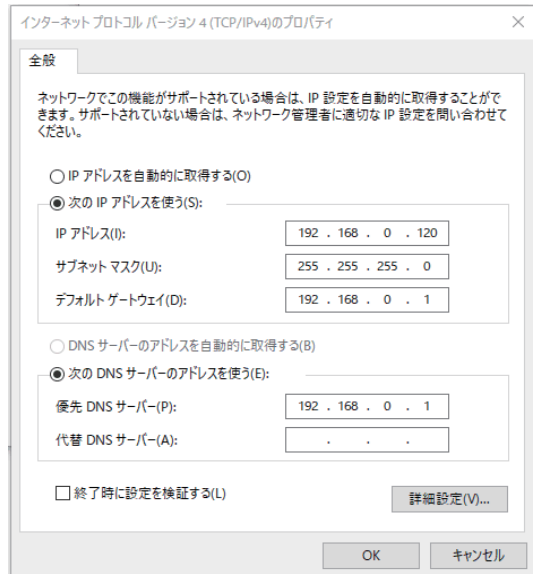 インターネット プロトコル バージョン 4 (TCP/IPv4)のプロパティ
全般
ネットワークでこの機能がサポートされている場合は、IP 設定を自動的に取得することがで
きます。サポートされていない場合は、ネットワーク管理者に適切な IP 設定を問い合わせて
ください。
IP アドレスを自動的に取得する(O)
次の IP アドレスを使う(S):
IP アドレス(I): 192 . 168 . 0 . 120
サブネット マスク(U): 255 . 255 . 255 . 0
デフォルト ゲートウェイ(D): 192 . 168 . 0 . 1
DNS サーバーのアドレスを自動的に取得する(B)
次の DNS サーバーのアドレスを使う(E):
優先 DNS サーバー(P): 192 . 168 . 0 . 1
代替 DNS サーバー(A): . . .
終了時に設定を検証する(L)
詳細設定(V)...
OK キャンセル